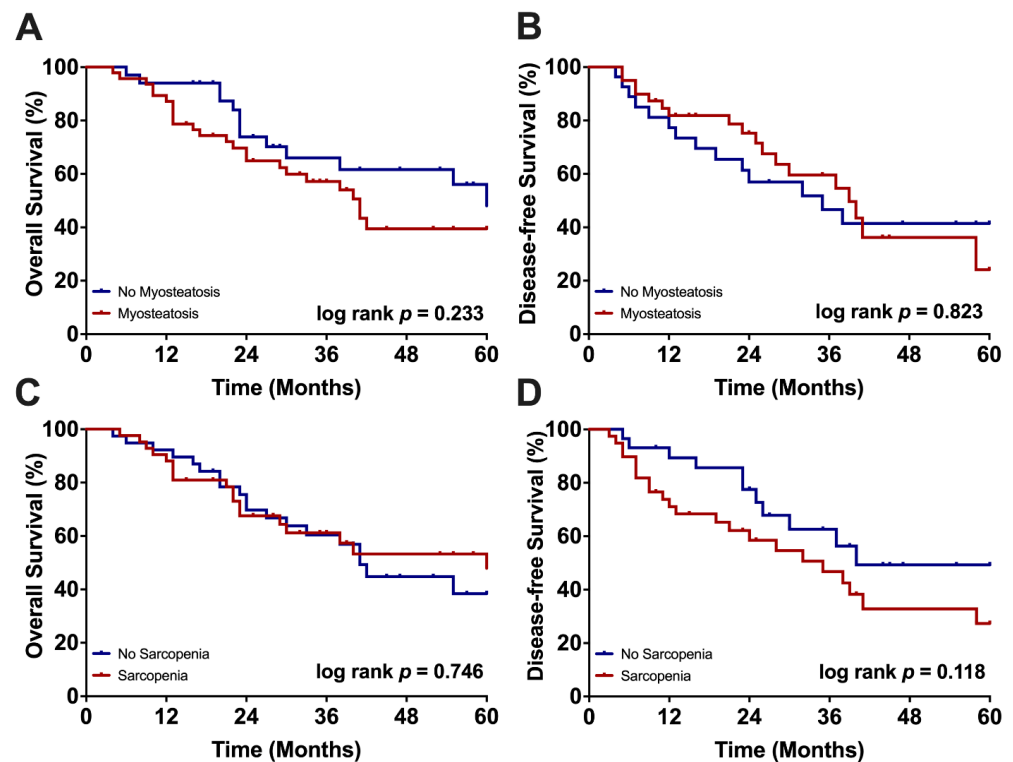 A
Overall Survival (%)
100
80
60
40
20
0
No Myosteatosis
Myosteatosis
log rank p = 0.233
0 12 24 36 48 60
Time (Months)
B
Disease-free Survival (%)
100
80
60
40
20
0
No Myosteatosis
Myosteatosis
log rank p = 0.823
0 12 24 36 48 60
Time (Months)
C
Overall Survival (%)
100
80
60
40
20
0
No Sarcopenia
Sarcopenia
log rank p = 0.746
0 12 24 36 48 60
Time (Months)
D
Disease-free Survival (%)
100
80
60
40
20
0
No Sarcopenia
Sarcopenia
log rank p = 0.118
0 12 24 36 48 60
Time (Months)